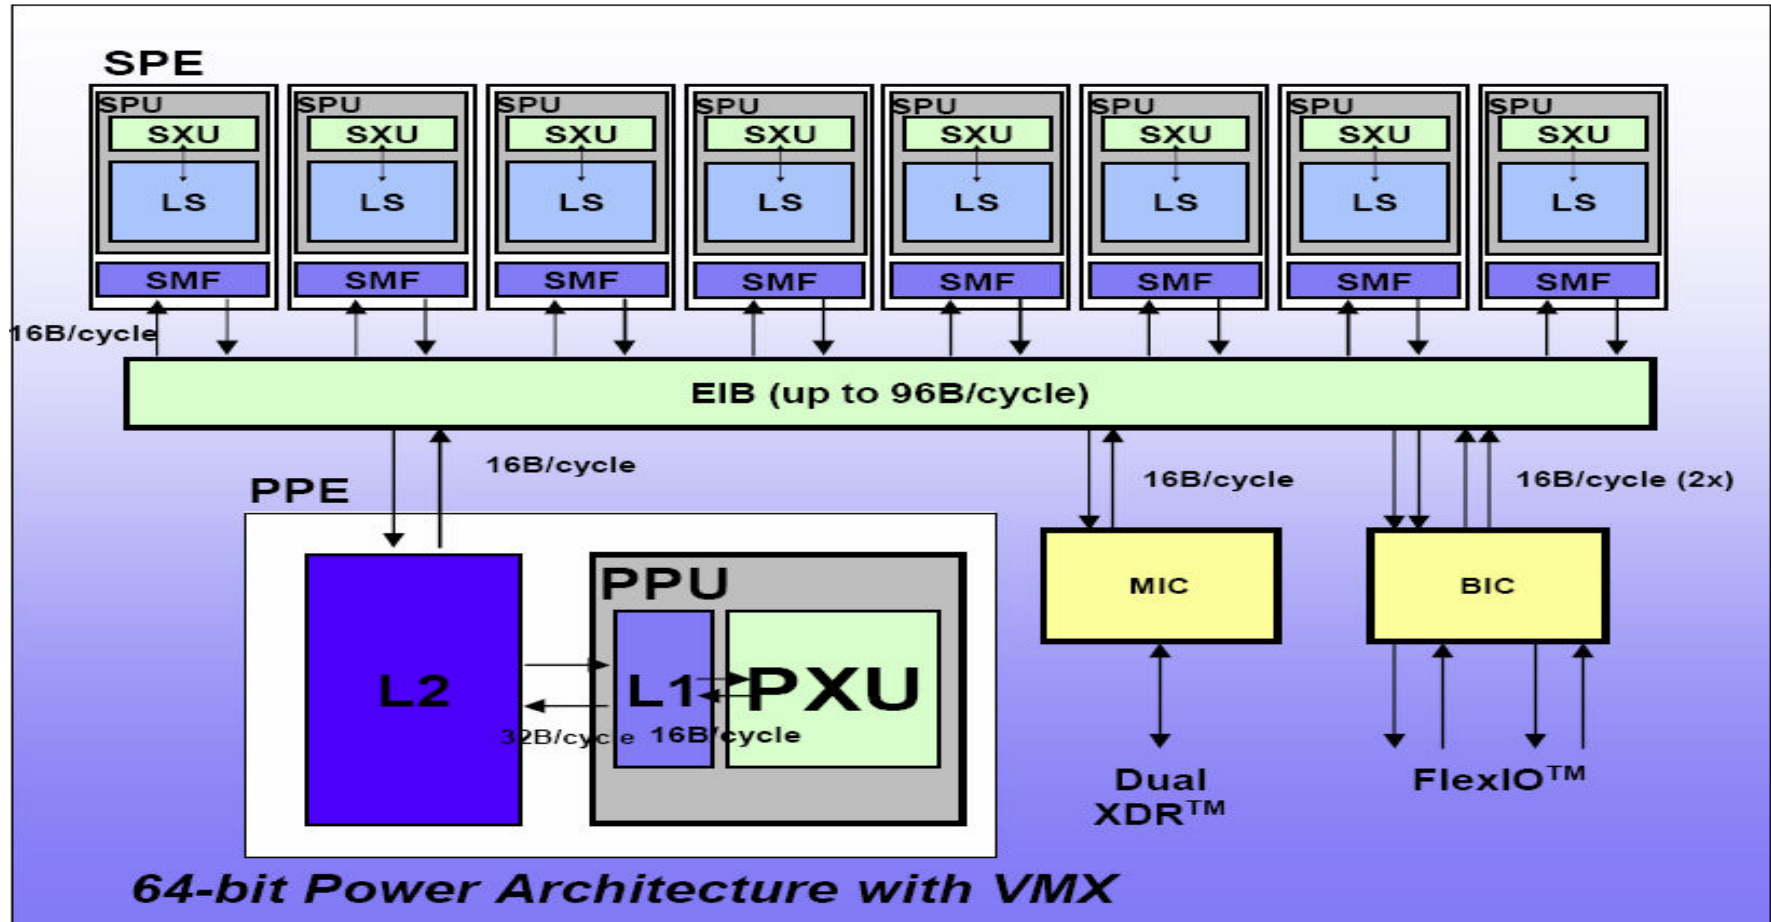 SPE
SPU SPU SPU SPU SPU SPU SPU SPU
SXU SXU SXU SXU SXU SXU SXU SXU
LS LS LS LS LS LS LS LS
SMF SMF SMF SMF SMF SMF SMF SMF
16B/cycle
EIB (up to 96B/cycle)
16B/cycle
16B/cycle
16B/cycle (2x)
PPE
PPU
MIC
BIC
L2
L1
PXU
32B/cycle
16B/cycle
Dual
XDR™
FlexIO™
64-bit Power Architecture with VMX